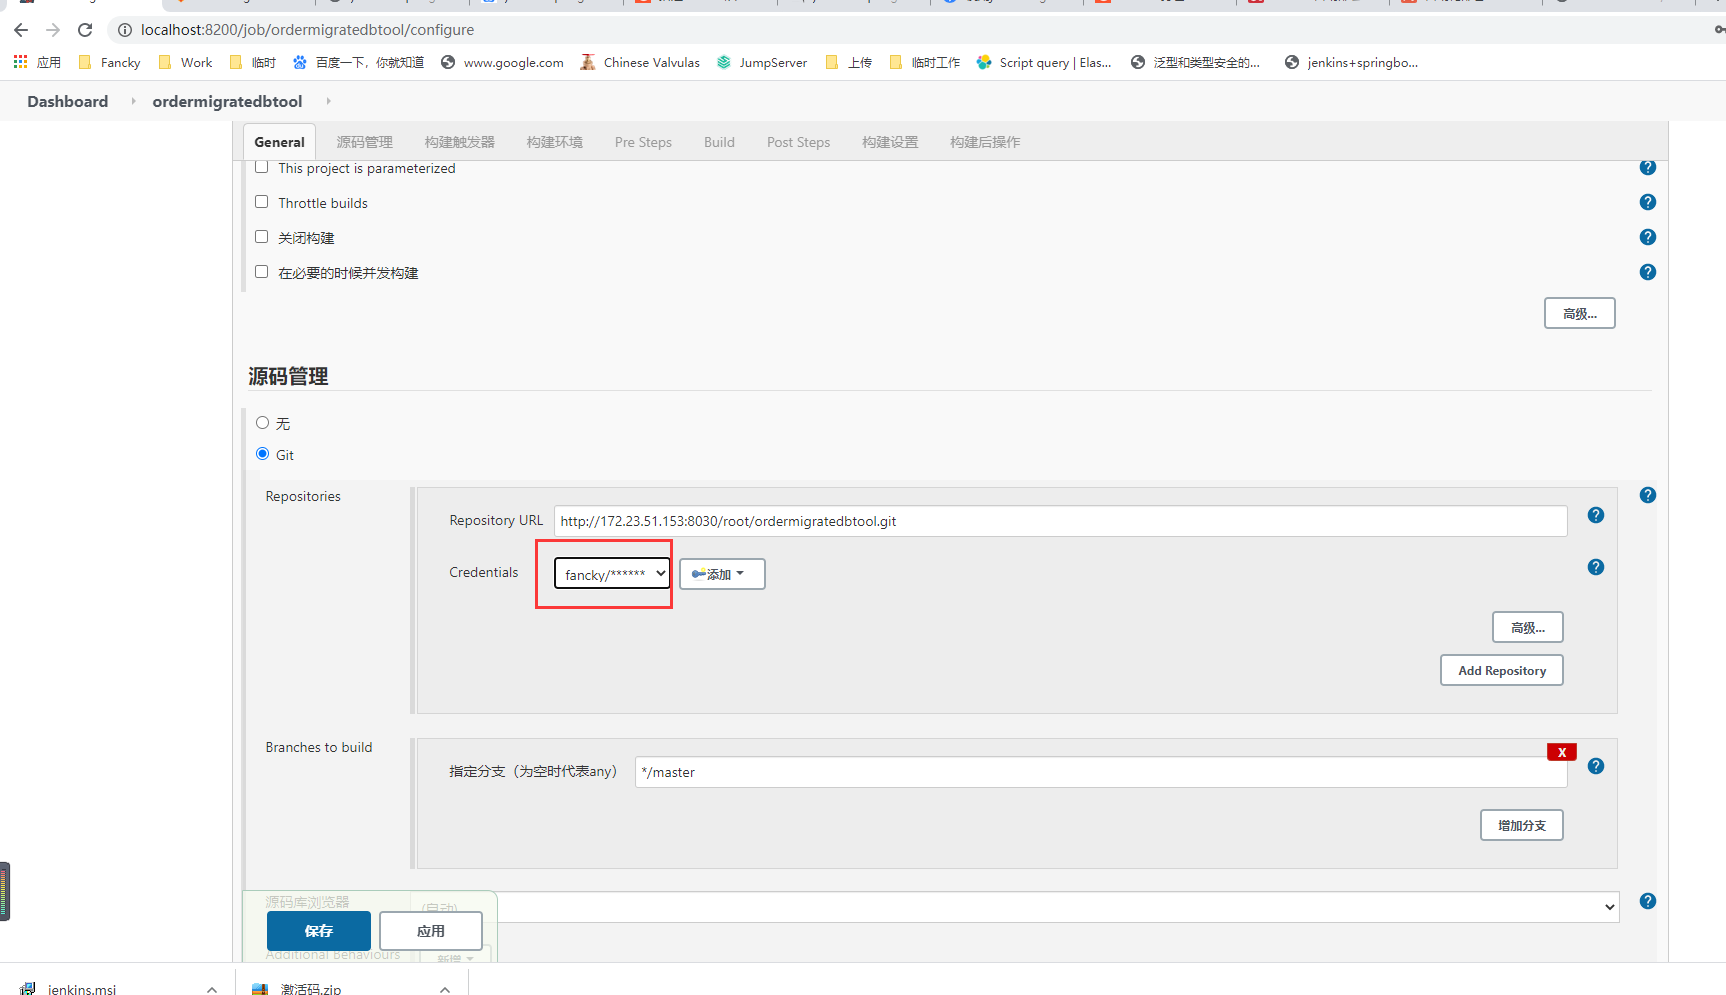 localhost:8200/job/ordermigratedbtool/configure
应用 Fancky Work 临时 百度一下，你就知道 www.google.com Chinese Valvulas JumpServer 上传 临时工作 Script query | Elas... 泛型和类型安全的... jenkins+springbo...
Dashboard ordermigratedbtool
General 源码管理 构建触发器 构建环境 Pre Steps Build Post Steps 构建设置 构建后操作
This project is parameterized
Throttle builds
关闭构建
在必要的时候并发构建
高级...
源码管理
无
Git
Repositories
Repository URL http://172.23.51.153:8030/root/ordermigratedbtool.git
Credentials fancky/****** 添加
高级...
Add Repository
Branches to build
X
指定分支（为空时代表any） */master
增加分支
源码库浏览器 (自动)
保存 应用
Additional Behaviours 新增
jenkins.msi 激活码.zip